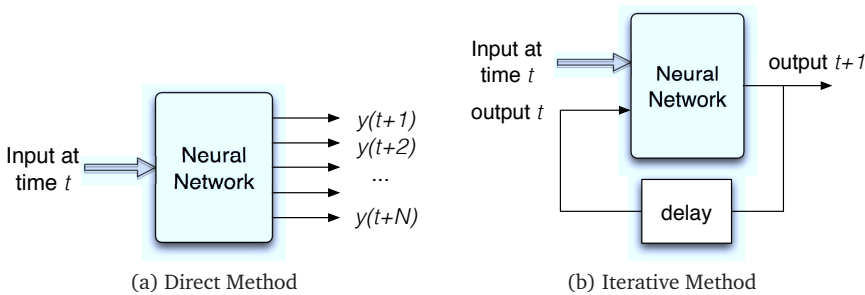 Input at
time t
Neural
Network
y(t+1)
y(t+2)
...
y(t+N)
(a) Direct Method
Input at
time t
output t
Neural
Network
output t+1
delay
(b) Iterative Method